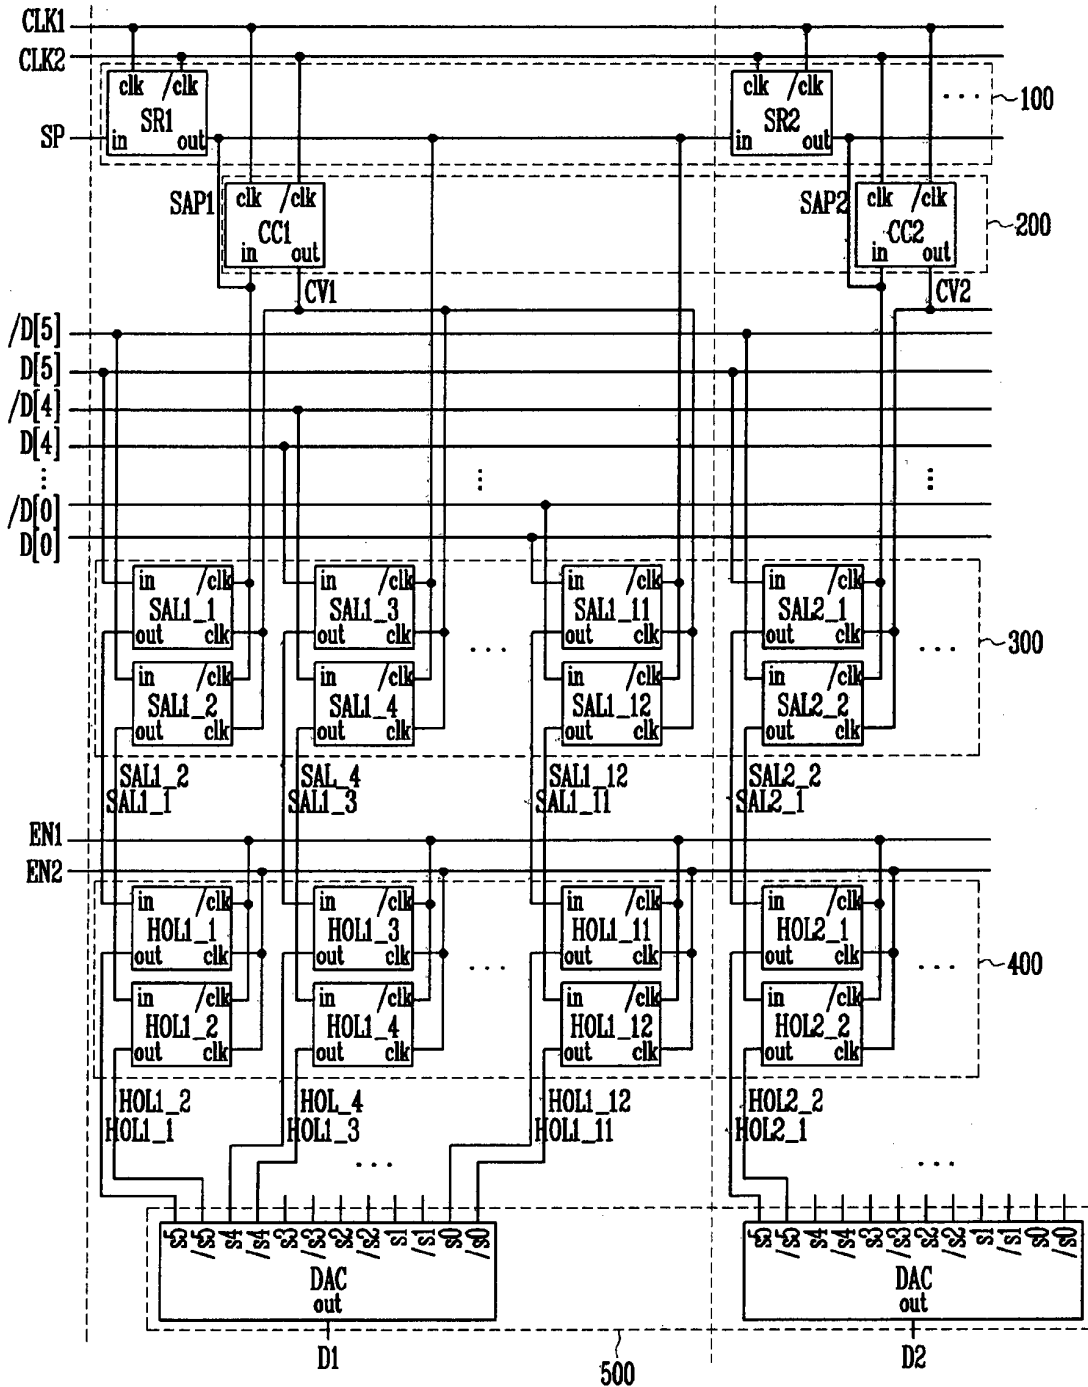 CLK1
CLK2
clk /clk
SR1
in out
clk /clk
SR2
in out
... 100
SP
SAP1
clk /clk
CC1
in out
SAP2
clk /clk
CC2
in out
200
CV1
CV2
/D[5]
D[5]
/D[4]
D[4]
... ... ...
/D[0]
D[0]
in /clk
SAL1_1
out clk
in /clk
SAL1_3
out clk
in /clk
SAL1_11
out clk
in /clk
SAL2_1
out clk
... ... 300
in /clk
SAL1_2
out clk
in /clk
SAL1_4
out clk
in /clk
SAL1_12
out clk
in /clk
SAL2_2
out clk
SAL1_2 SAL_4 SAL1_12 SAL2_2
SAL1_1 SAL1_3 SAL1_11 SAL2_1
EN1
EN2
in /clk
HOL1_1
out clk
in /clk
HOL1_3
out clk
in /clk
HOL1_11
out clk
in /clk
HOL2_1
out clk
... ... 400
in /clk
HOL1_2
out clk
in /clk
HOL1_4
out clk
in /clk
HOL1_12
out clk
in /clk
HOL2_2
out clk
HOL1_2 HOL_4 HOL1_12 HOL2_2
HOL1_1 HOL1_3 HOL1_11 HOL2_1
... ...
s5 /s5 s4 /s4 s3 /s3 s2 /s2 s1 /s1 s0 /s0
DAC
out
s5 /s5 s4 /s4 s3 /s3 s2 /s2 s1 /s1 s0 /s0
DAC
out
D1 500 D2